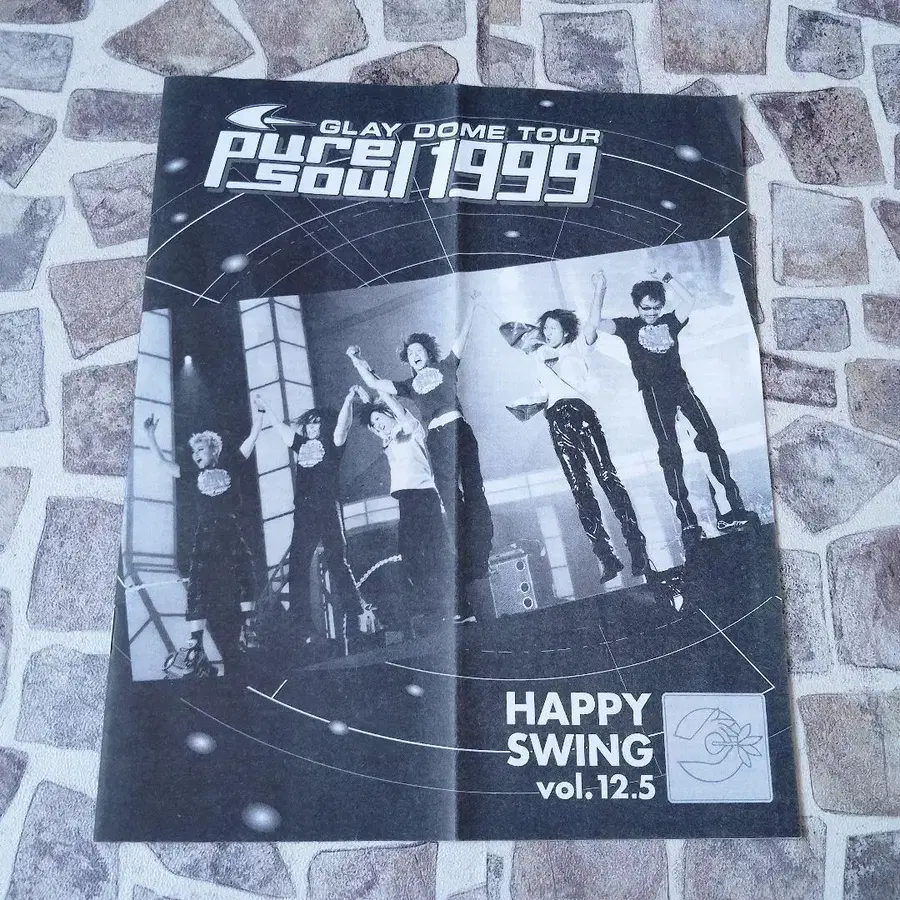 GLAY DOME TOUR
pure soul 1999
HAPPY
SWING
vol.12.5